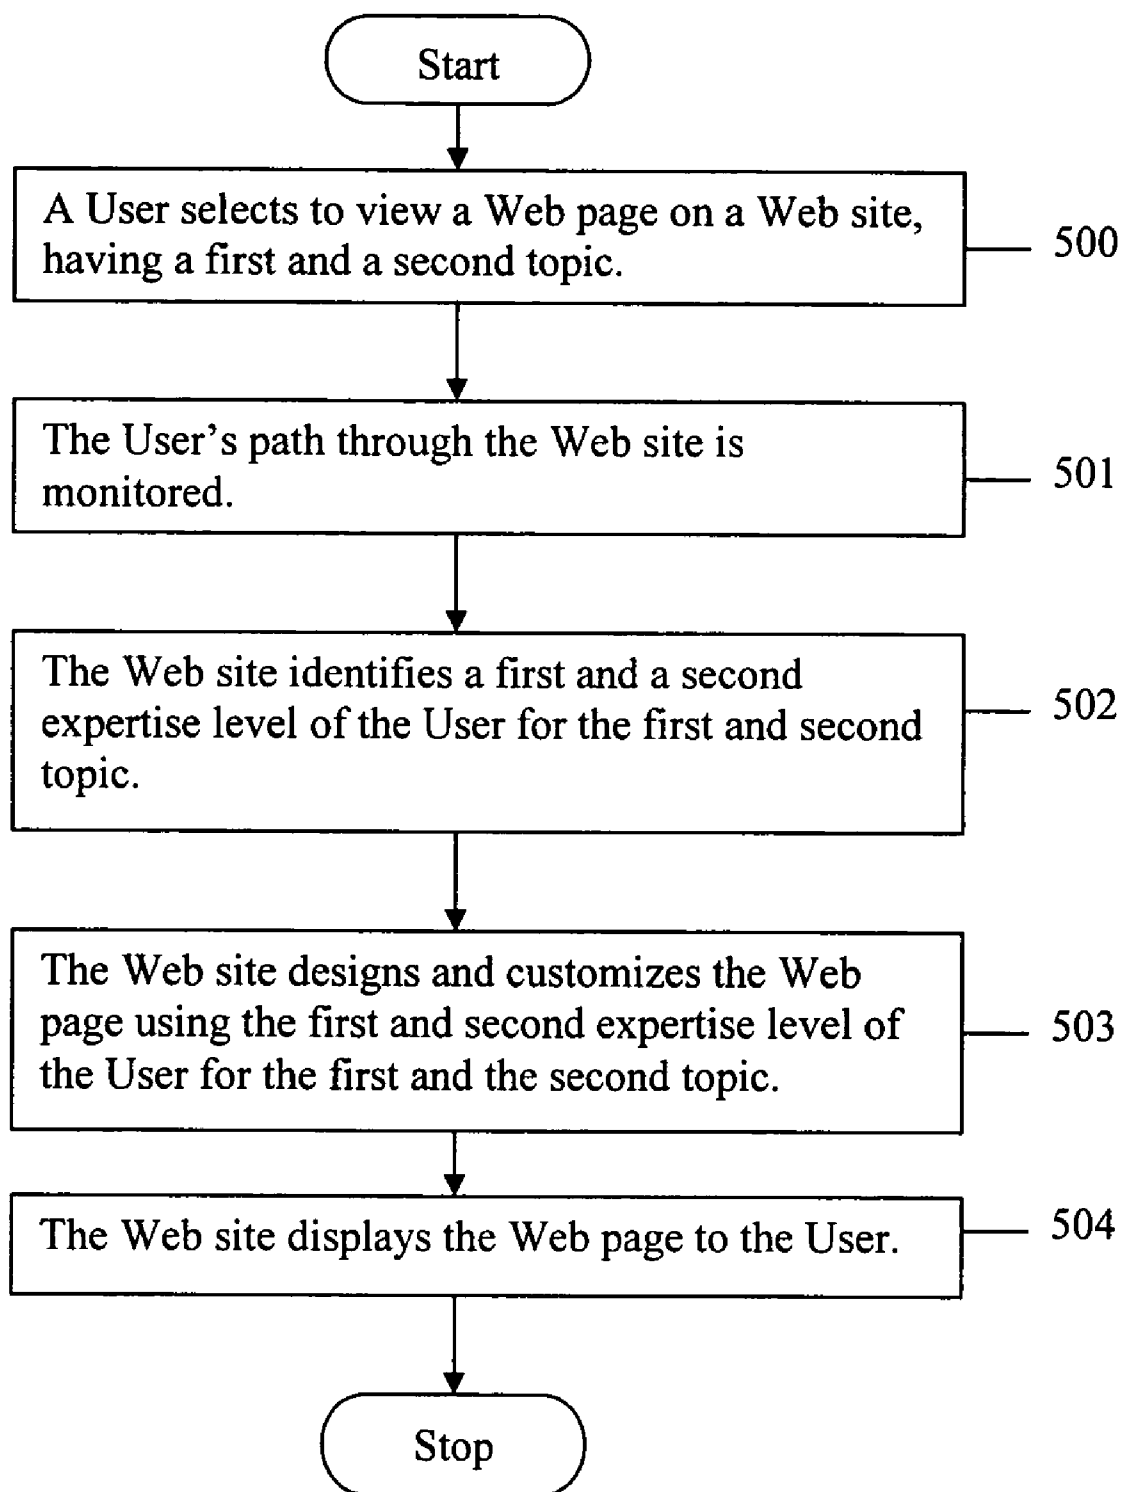 Start
A User selects to view a Web page on a Web site,
having a first and a second topic.
500
The User's path through the Web site is
monitored.
501
The Web site identifies a first and a second
expertise level of the User for the first and second
topic.
502
The Web site designs and customizes the Web
page using the first and second expertise level of
the User for the first and the second topic.
503
The Web site displays the Web page to the User.
504
Stop